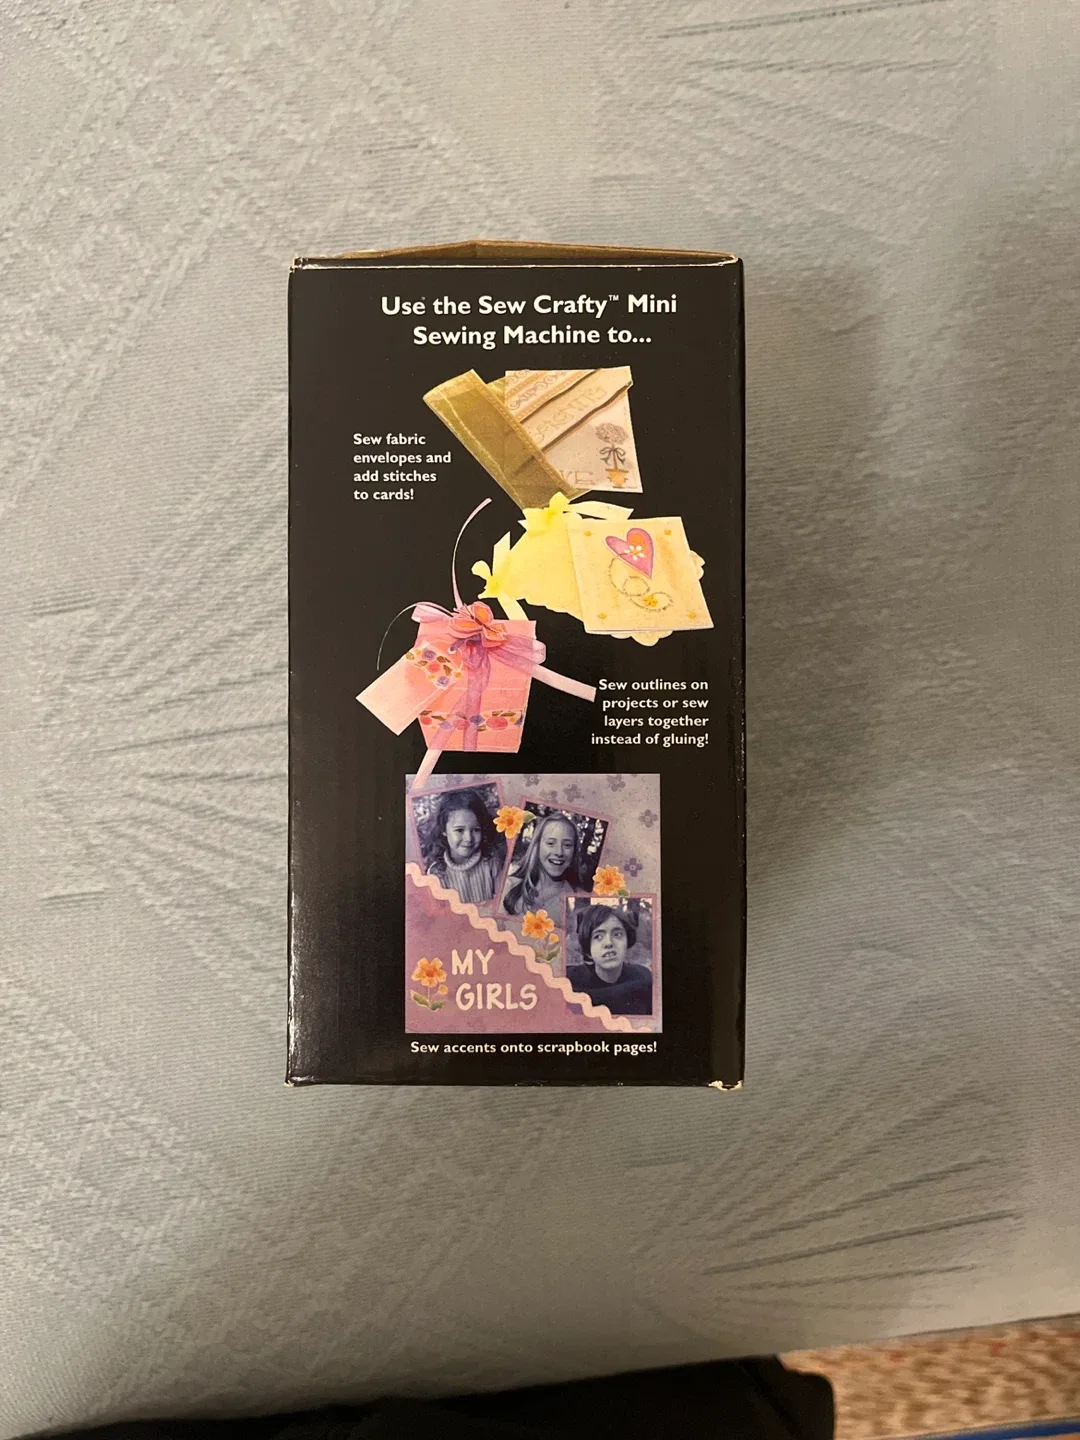 Use the Sew Crafty™ Mini
Sewing Machine to...
Sew fabric
envelopes and
add stitches
to cards!
Sew outlines on
projects or sew
layers together
instead of gluing!
MY
GIRLS
Sew accents onto scrapbook pages!